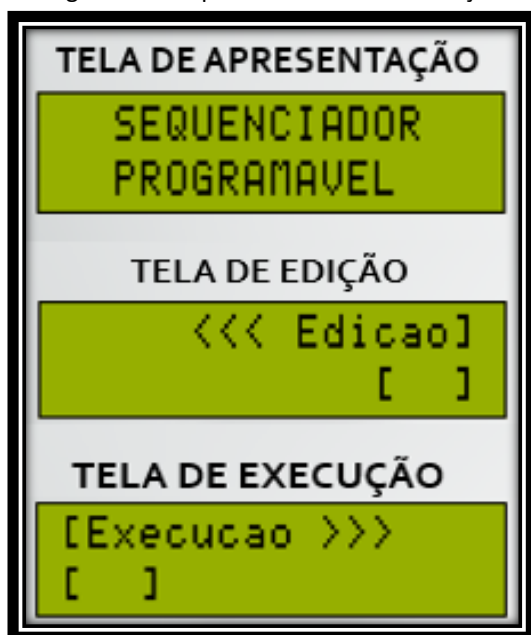 TELA DE APRESENTAÇÃO
SEQUENCIADOR
PROGRAMAVEL
TELA DE EDIÇÃO
<<< Edicao]
[ ]
TELA DE EXECUÇÃO
[Execucao >>>
[ ]